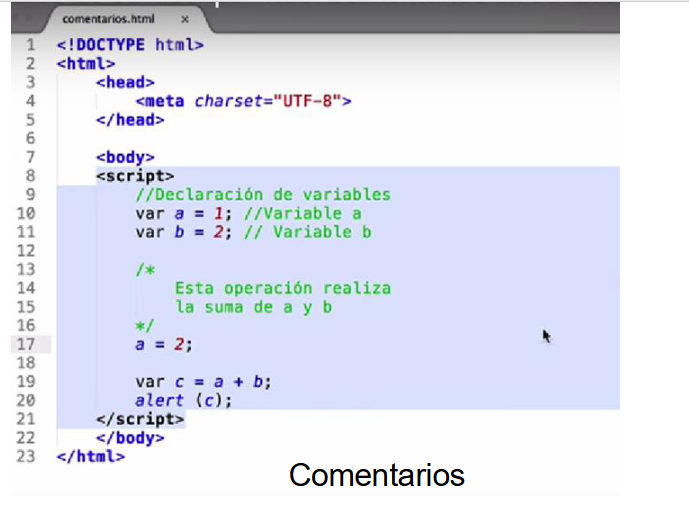 comentarios.html x
1 <!DOCTYPE html>
2 <html>
3 <head>
4 <meta charset="UTF-8">
5 </head>
6
7 <body>
8 <script>
9 //Declaración de variables
10 var a = 1; //Variable a
11 var b = 2; // Variable b
12
13 /*
14 Esta operación realiza
15 la suma de a y b
16 */
17 a = 2;
18
19 var c = a + b;
20 alert (c);
21 </script>
22 </body>
23 </html>
Comentarios